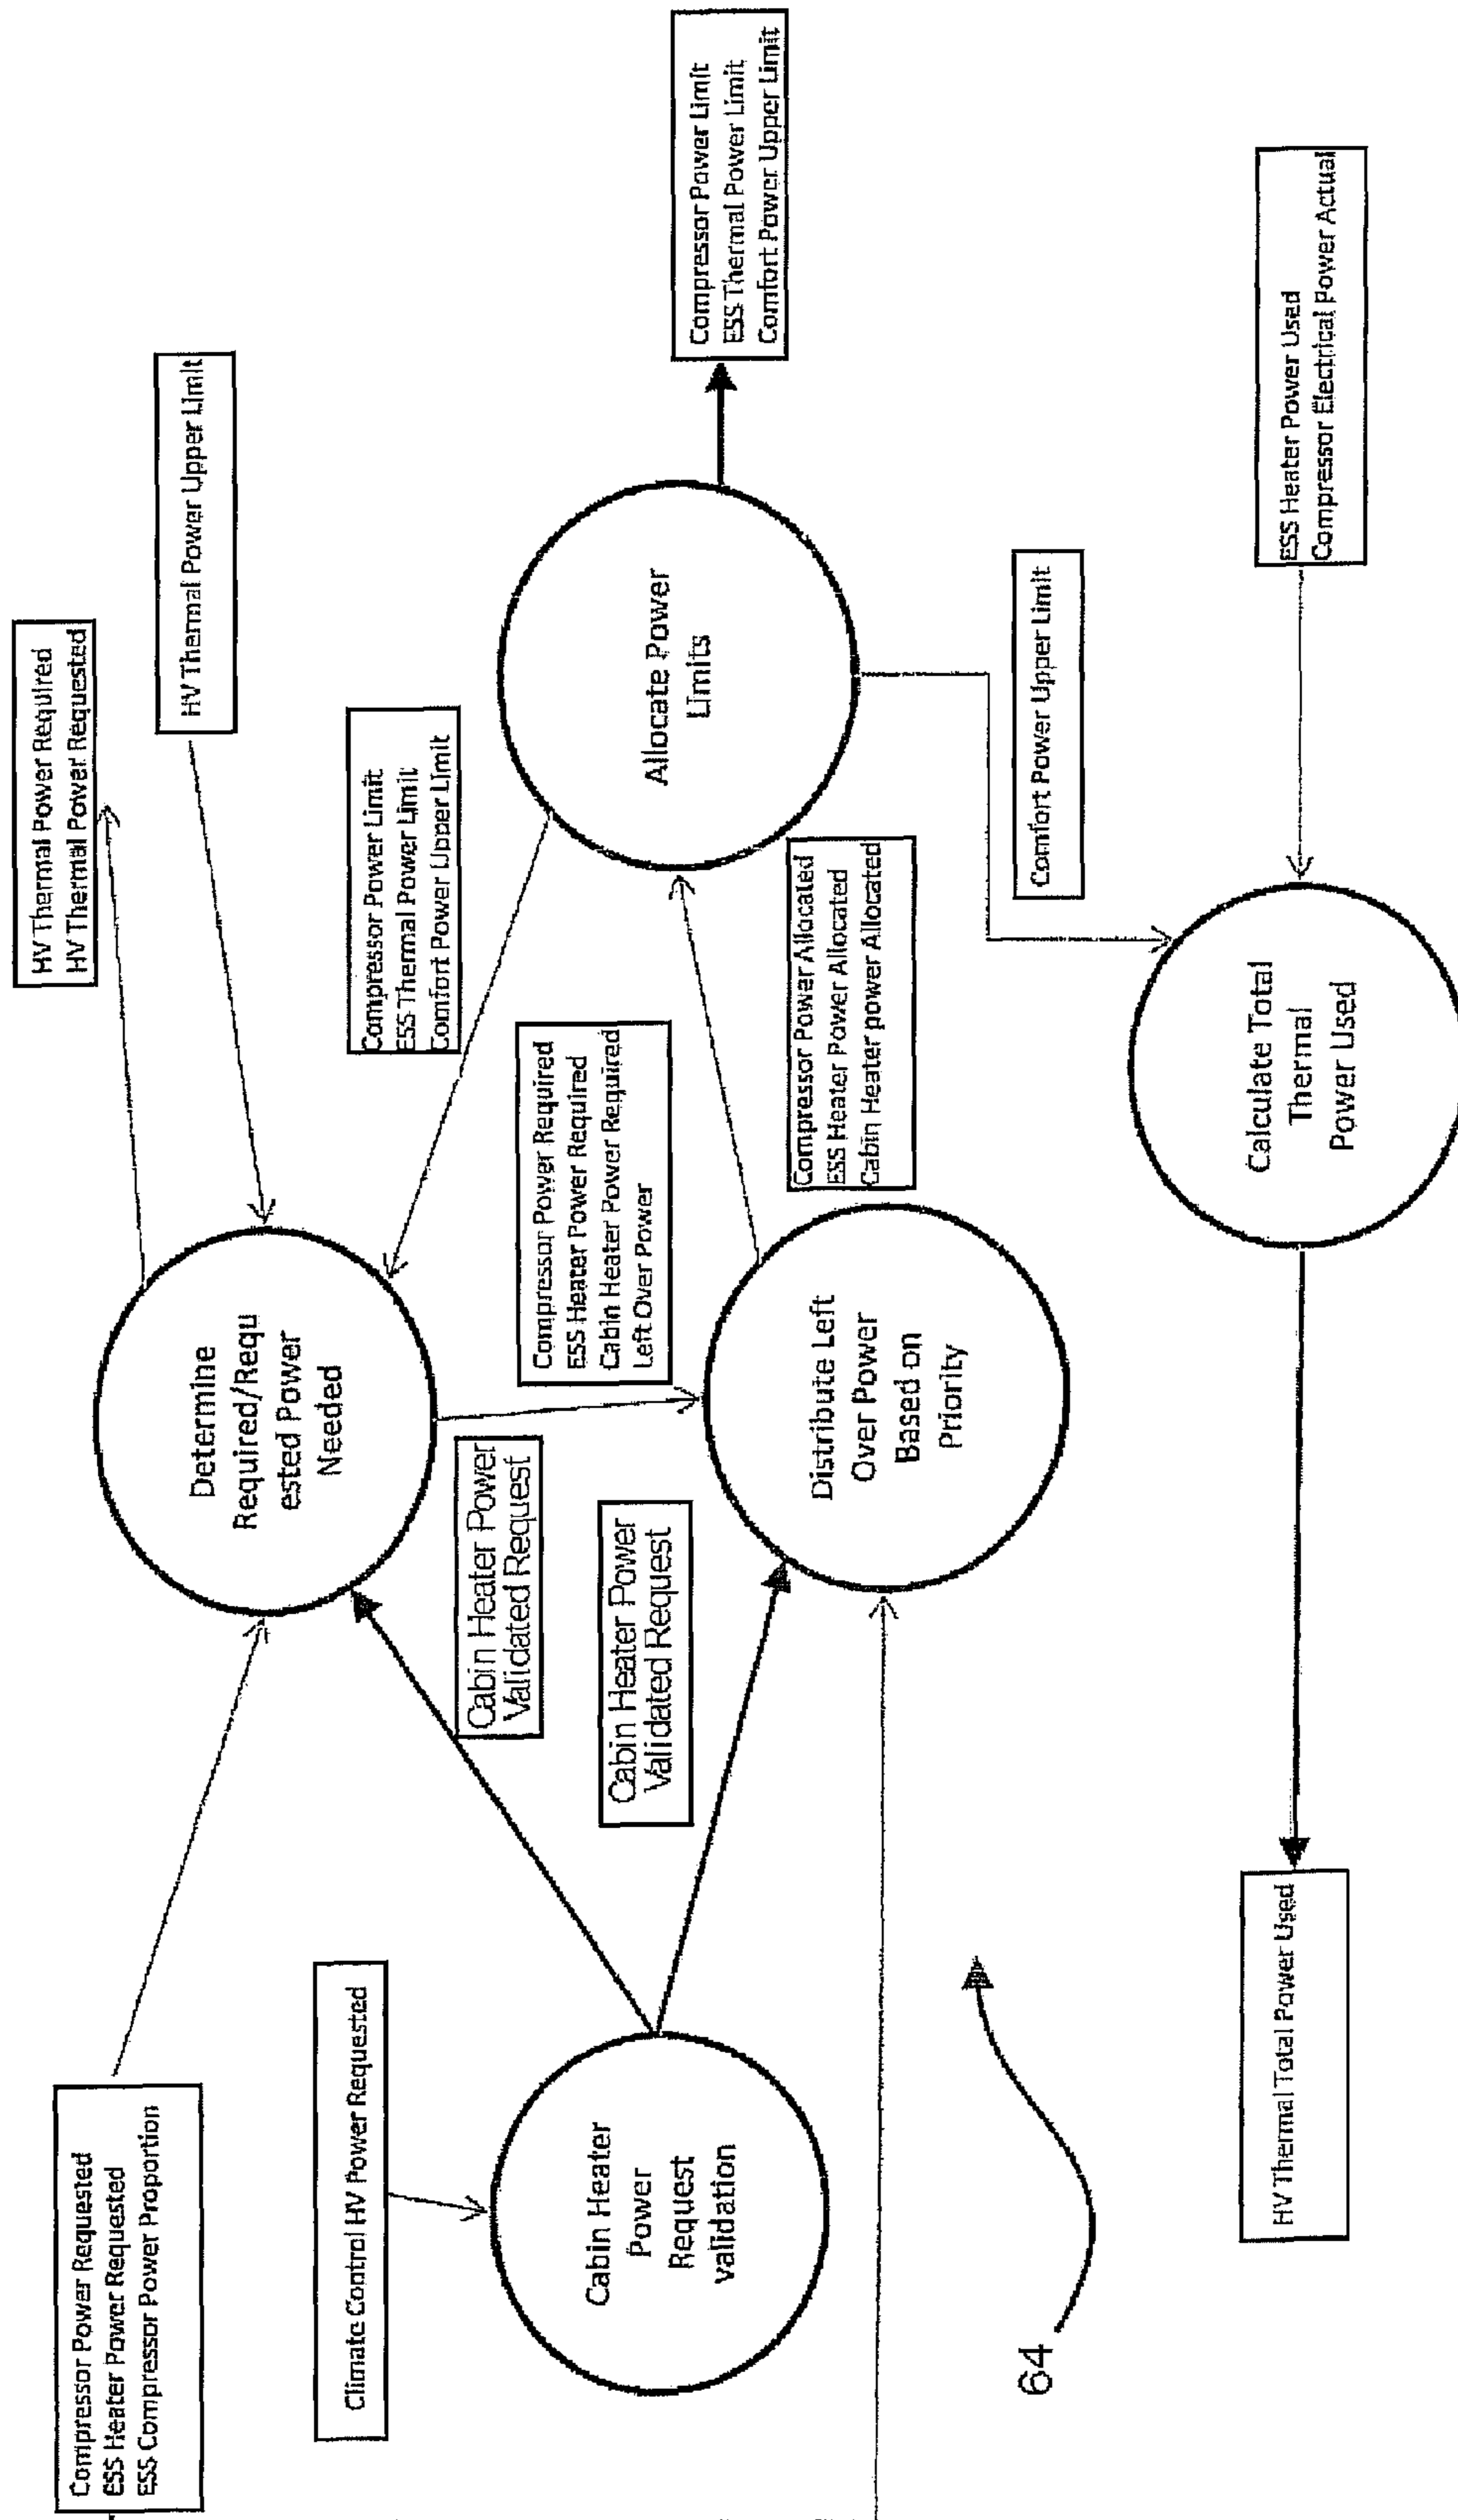 Compressor Power Requested
ESS Heater Power Requested
ESS Compressor Power Proportion
HV Thermal Power Required
HV Thermal Power Requested
HV Thermal Power Upper Limit
Climate Control HV Power Requested
Determine
Required/Requ
ested Power
Needed
Compressor Power Limit
ESS Thermal Power Limit
Comfort Power Upper Limit
Cabin Heater Power
Validated Request
Compressor Power Required
ESS Heater Power Required
Cabin Heater Power Required
Left Over Power
Cabin Heater
Power
Request
validation
Cabin Heater Power
Validated Request
Allocate Power
Limits
Compressor Power Limit
ESS Thermal Power Limit
Comfort Power Upper Limit
Distribute Left
Over Power
Based on
Priority
Compressor Power Allocated
ESS Heater Power Allocated
Cabin Heater power Allocated
Comfort Power Upper Limit
64
HV Thermal Total Power Used
Calculate Total
Thermal
Power Used
ESS Heater Power Used
Compressor Electrical Power Actual